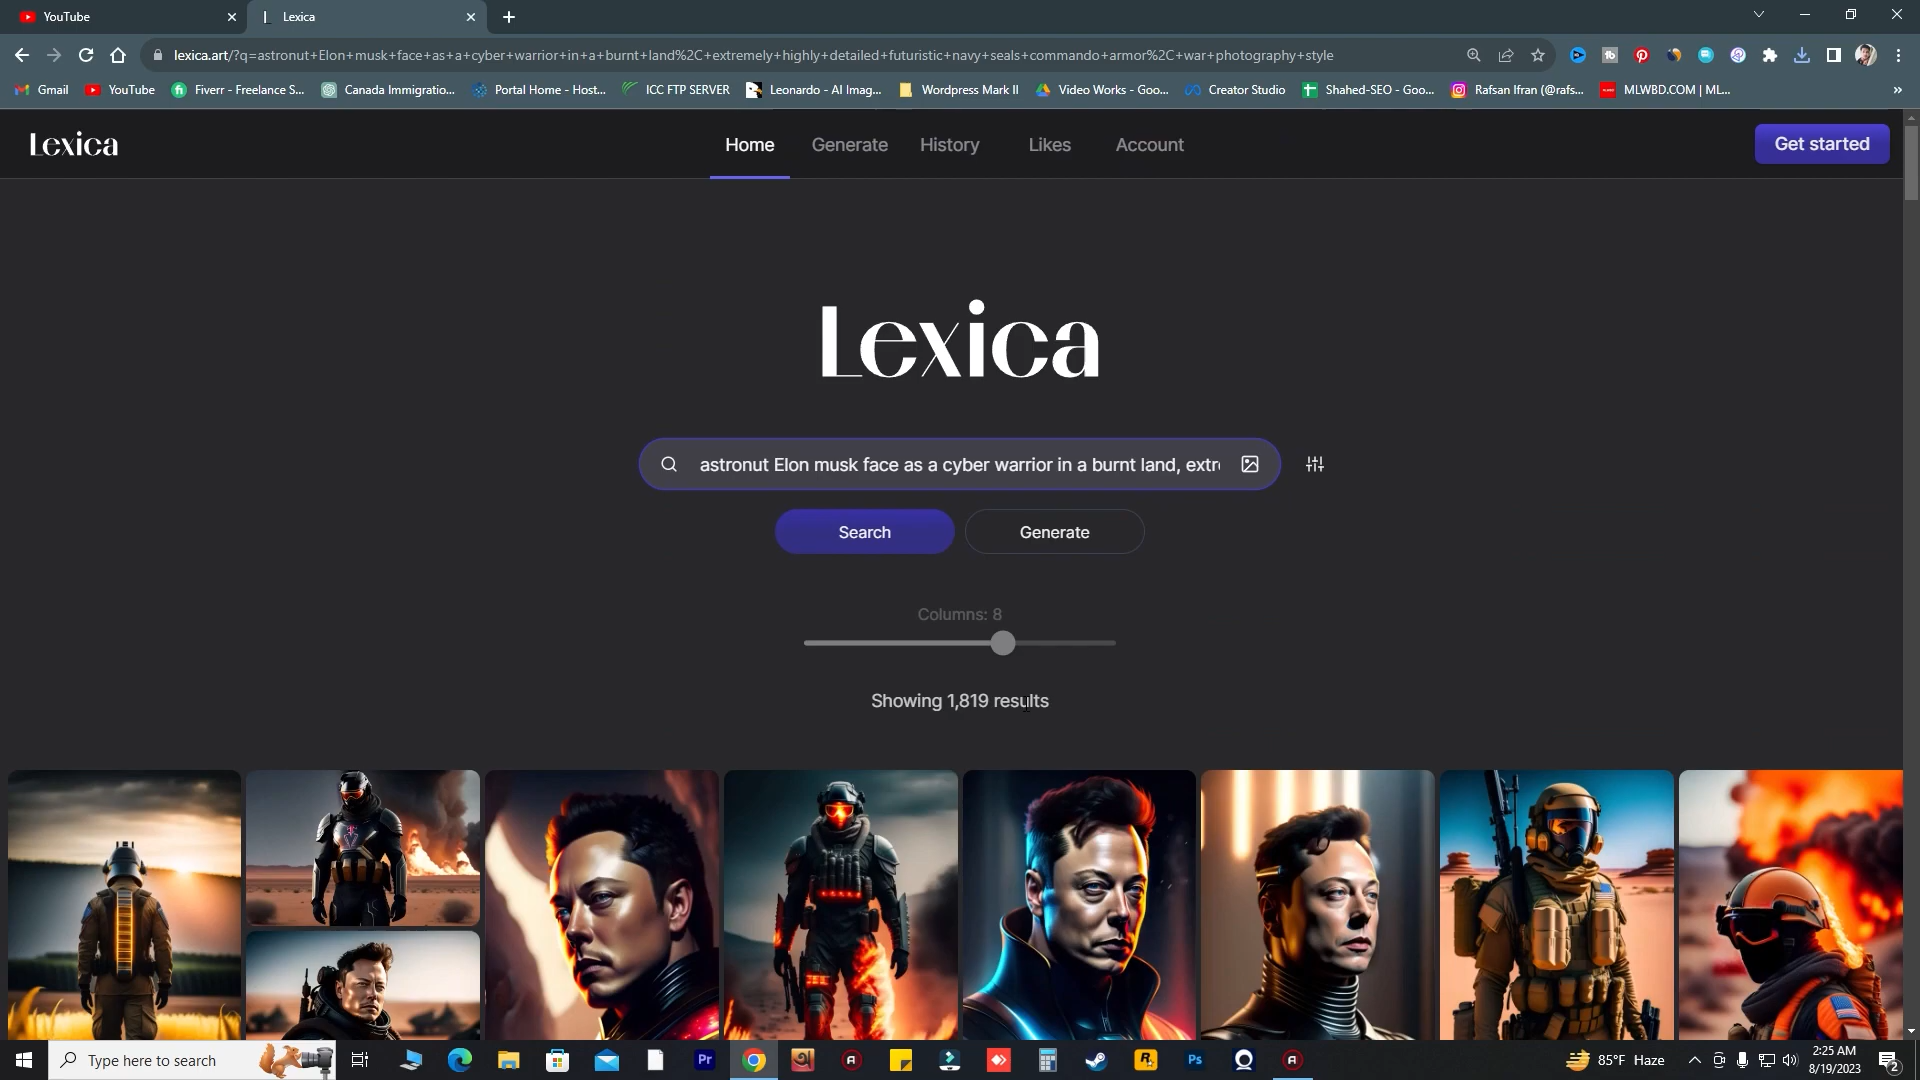 YouTube
Lexica
lexica.art/?q=astronut+Elon+musk+face+as+a+cyber+warrior+in+a+burnt+land%2C+extremely+highly+detailed+futuristic+navy+seals+commando+armor%2C+war+photography+style
Gmail
YouTube
Fiverr - Freelance S...
Canada Immigratio...
Portal Home - Host...
ICC FTP SERVER
Leonardo - AI Imag...
Wordpress Mark II
Video Works - Goo...
Creator Studio
Shahed-SEO - Goo...
Rafsan Ifran (@rafs...
MLWBD.COM | ML...
Lexica
Home
Generate
History
Likes
Account
Get started
Lexica
astronut Elon musk face as a cyber warrior in a burnt land, extr
Search
Generate
Columns: 8
Showing 1,819 results
Type here to search
Pr
Ps
85°F Haze
2:25 AM
8/19/2023
2